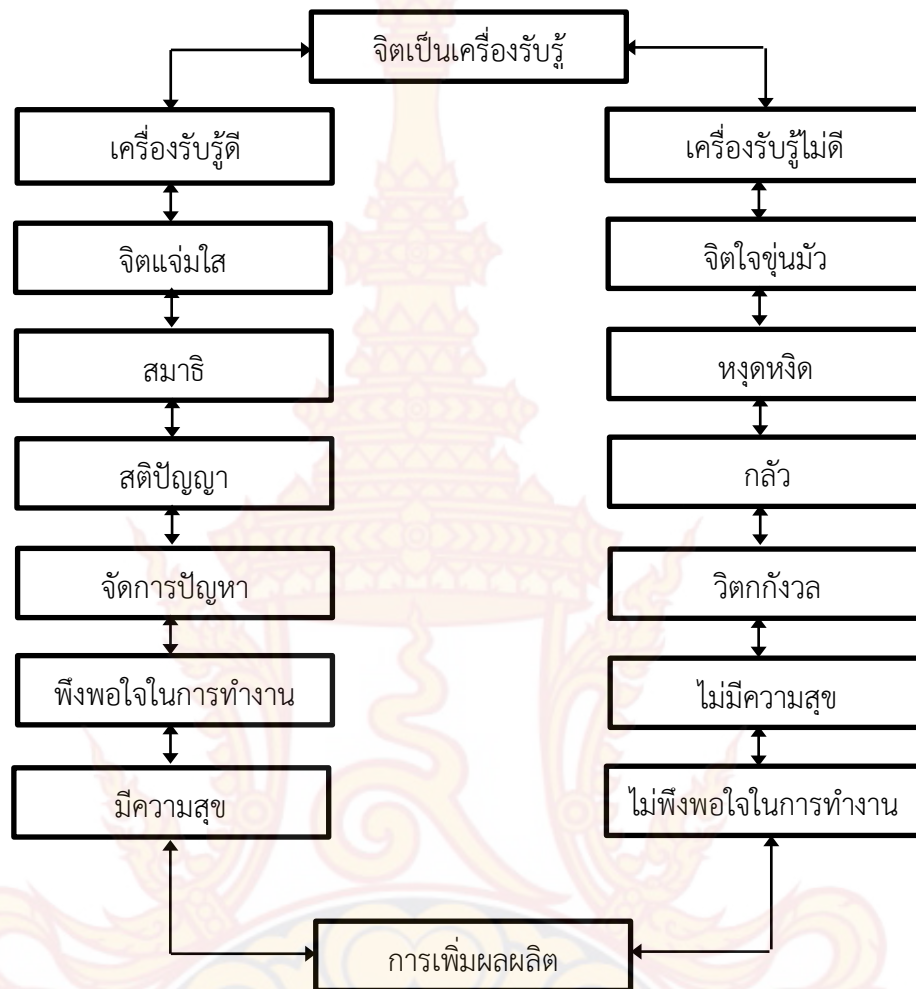 จิตเป็นเครื่องรับรู้
เครื่องรับรู้ดี
เครื่องรับรู้ไม่ดี
จิตแจ่มใส
จิตใจขุ่นมัว
สมาธิ
หงุดหงิด
สติปัญญา
กลัว
จัดการปัญหา
วิตกกังวล
พึงพอใจในการทำงาน
ไม่มีความสุข
มีความสุข
ไม่พึงพอใจในการทำงาน
การเพิ่มผลผลิต